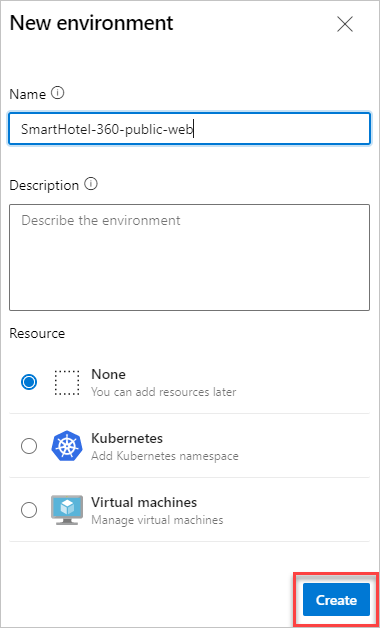 New environment
Name
SmartHotel-360-public-web
Description
Describe the environment
Resource
None
You can add resources later
Kubernetes
Add Kubernetes namespace
Virtual machines
Manage virtual machines
Create